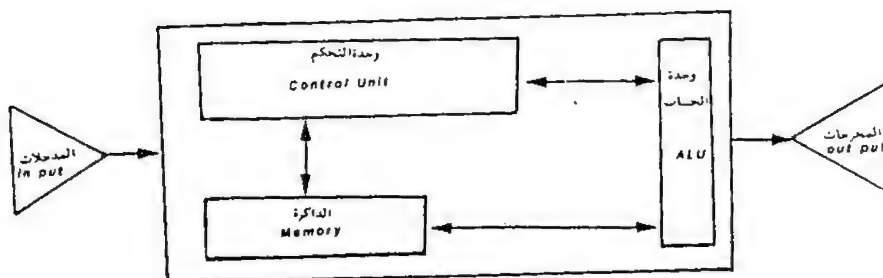 وحدة التحكم
Control Unit
وحدة
الحساب
ALU
المدخلات
In put
المخرجات
out put
الذاكرة
Memory